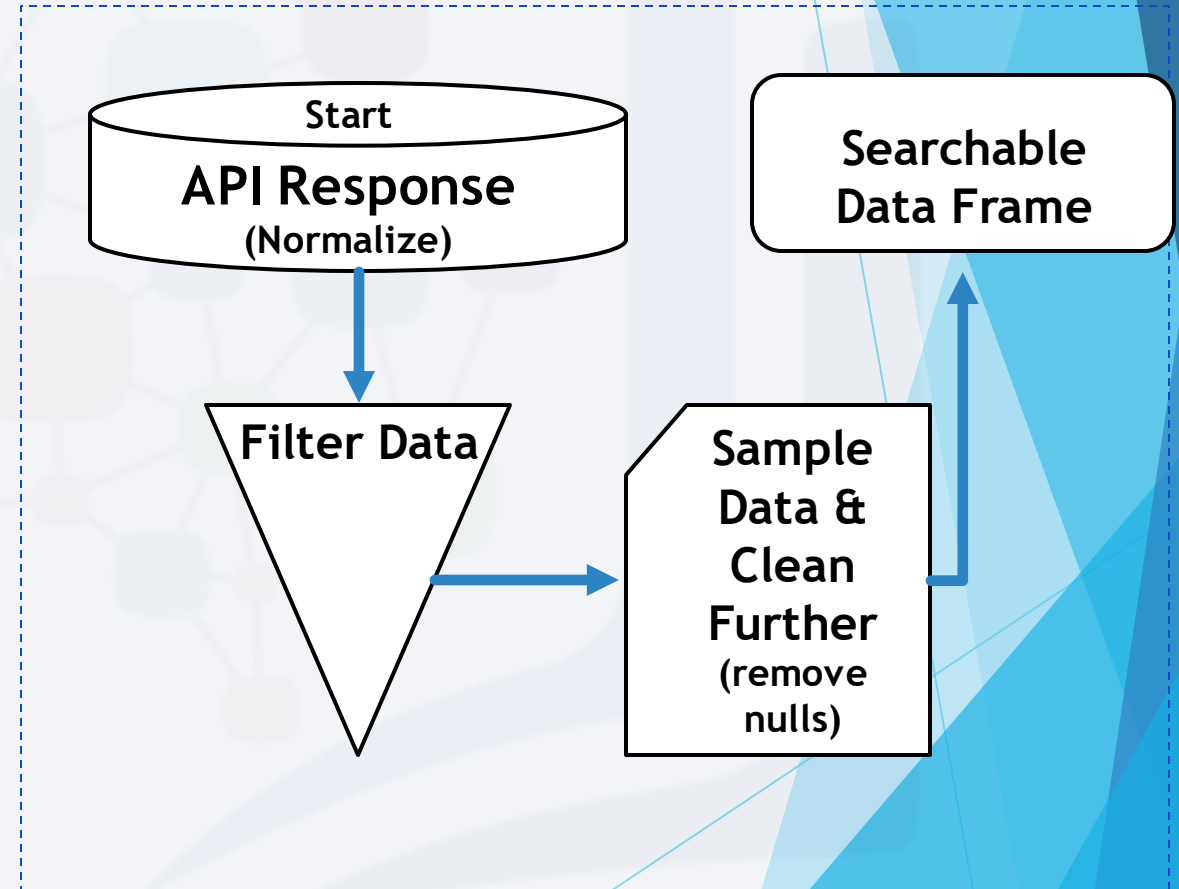 Start
API Response
(Normalize)
Filter Data
Sample
Data &
Clean
Further
(remove
nulls)
Searchable
Data Frame